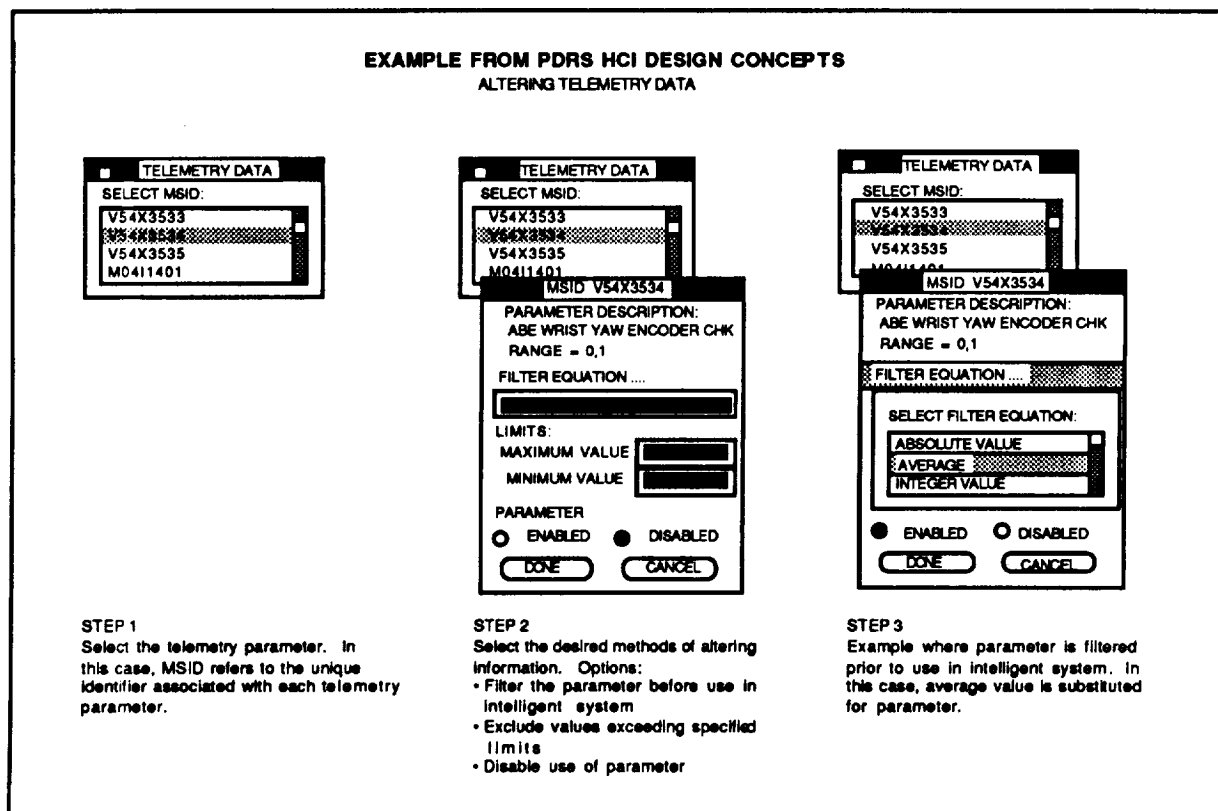 EXAMPLE FROM PDRS HCI DESIGN CONCEPTS
ALTERING TELEMETRY DATA
TELEMETRY DATA
SELECT MSID:
V54X3533
V54X3534
V54X3535
M04I1401
STEP 1
Select the telemetry parameter. In
this case, MSID refers to the unique
identifier associated with each telemetry
parameter.
TELEMETRY DATA
SELECT MSID:
V54X3533
V54X3534
V54X3535
M04I1401
MSID V54X3534
PARAMETER DESCRIPTION:
ABE WRIST YAW ENCODER CHK
RANGE = 0,1
FILTER EQUATION ....
LIMITS:
MAXIMUM VALUE
MINIMUM VALUE
PARAMETER
ENABLED DISABLED
DONE CANCEL
STEP 2
Select the desired methods of altering
information. Options:
• Filter the parameter before use in
intelligent system
• Exclude values exceeding specified
limits
• Disable use of parameter
TELEMETRY DATA
SELECT MSID:
V54X3533
V54X3534
V54X3535
M04I1401
MSID V54X3534
PARAMETER DESCRIPTION:
ABE WRIST YAW ENCODER CHK
RANGE = 0,1
FILTER EQUATION ....
SELECT FILTER EQUATION:
ABSOLUTE VALUE
AVERAGE
INTEGER VALUE
ENABLED DISABLED
DONE CANCEL
STEP 3
Example where parameter is filtered
prior to use in intelligent system. In
this case, average value is substituted
for parameter.